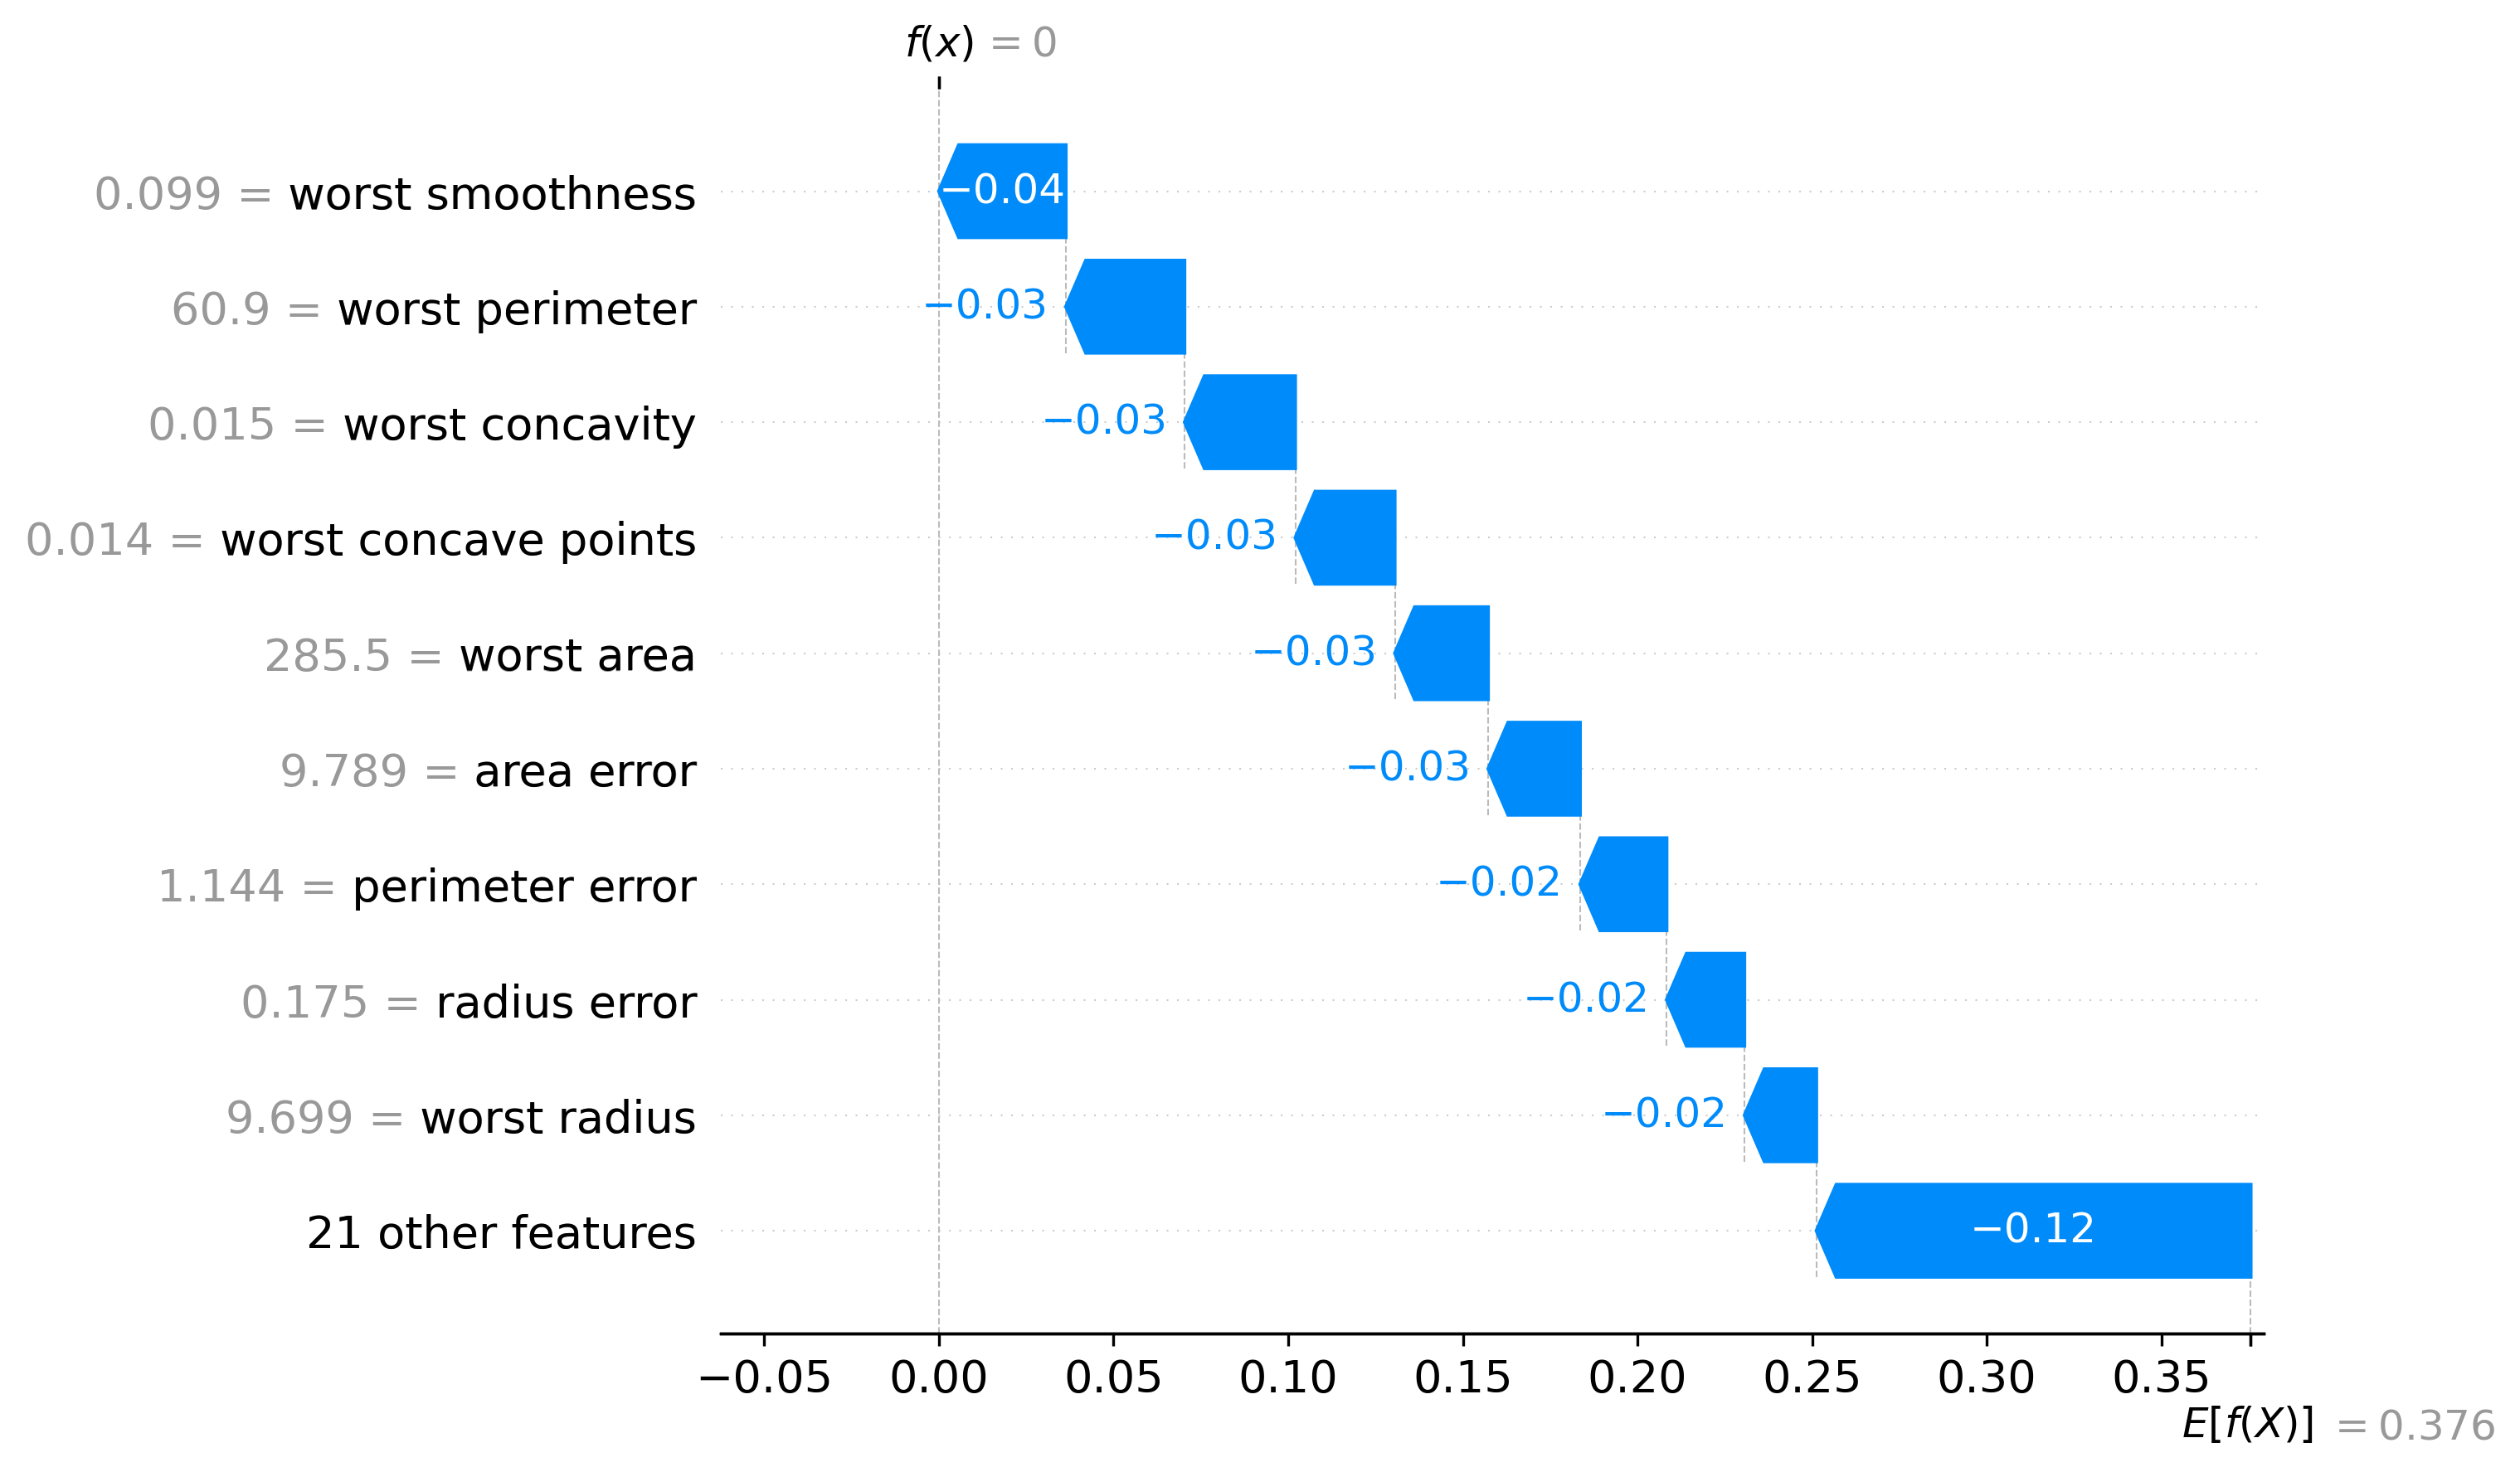 f(x) = 0
0.099 = worst smoothness −0.04
60.9 = worst perimeter −0.03
0.015 = worst concavity −0.03
0.014 = worst concave points −0.03
285.5 = worst area −0.03
9.789 = area error −0.03
1.144 = perimeter error −0.02
0.175 = radius error −0.02
9.699 = worst radius −0.02
21 other features −0.12
−0.05 0.00 0.05 0.10 0.15 0.20 0.25 0.30 0.35
E[f(X)] = 0.376